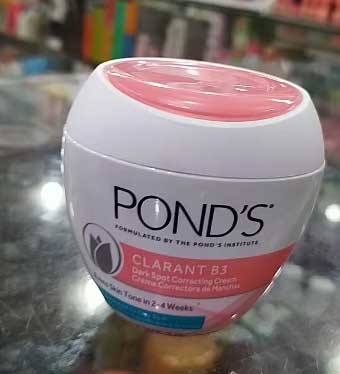 POND'S
FORMULATED BY THE POND'S INSTITUTE
CLARANT B3
Dark Spot Correcting Cream
Crème Correctora de Manchas
Skin Tone in 2-4 Weeks